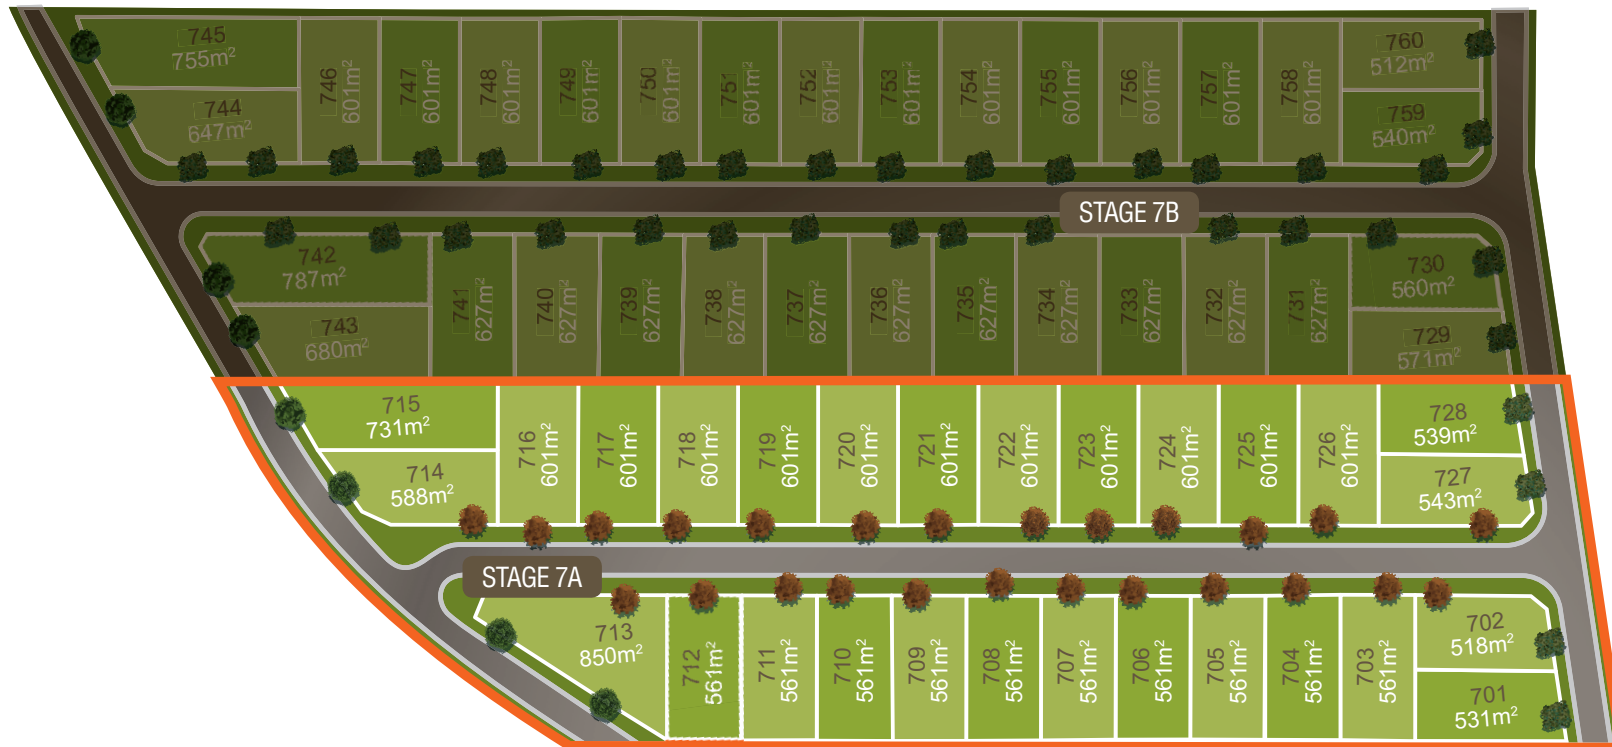 745
755m²
744
647m²
746
601m²
747
601m²
748
601m²
749
601m²
750
601m²
751
601m²
752
601m²
753
601m²
754
601m²
755
601m²
756
601m²
757
601m²
758
601m²
760
512m²
759
540m²
STAGE 7B
742
787m²
743
680m²
741
627m²
740
627m²
739
627m²
738
627m²
737
627m²
736
627m²
735
627m²
734
627m²
733
627m²
732
627m²
731
627m²
730
560m²
729
571m²
715
731m²
714
588m²
716
601m²
717
601m²
718
601m²
719
601m²
720
601m²
721
601m²
722
601m²
723
601m²
724
601m²
725
601m²
726
601m²
728
539m²
727
543m²
STAGE 7A
713
850m²
712
561m²
711
561m²
710
561m²
709
561m²
708
561m²
707
561m²
706
561m²
705
561m²
704
561m²
703
561m²
702
518m²
701
531m²